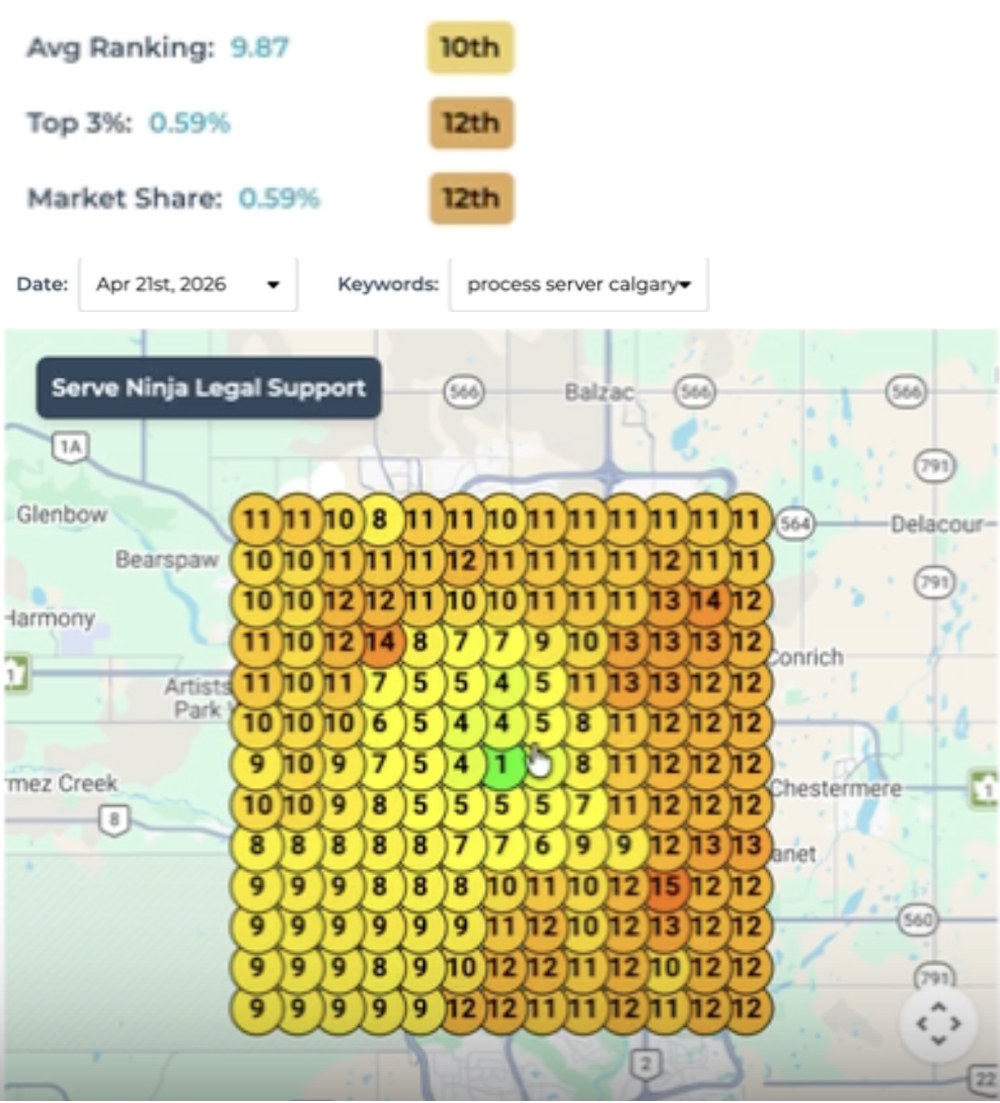 Avg Ranking: 9.87 10th
Top 3%: 0.59% 12th
Market Share: 0.59% 12th
Date: Apr 21st, 2026 Keywords: process server calgary
Serve Ninja Legal Support
566 Balzac 566 566
1A
791
Glenbow
11 11 10 8 11 11 10 11 11 11 11 11 11 564 Delacour
Bearspaw 10 10 11 11 11 12 11 11 11 11 12 11 11
791
Harmony 10 10 12 12 11 10 10 11 11 11 13 14 12
11 10 12 14 8 7 7 9 10 13 13 13 12 Conrich
1
Artists 11 10 11 7 5 5 4 5 11 13 13 12 12
Park
10 10 10 6 5 4 4 5 8 11 12 12 12
9 10 9 7 5 4 1 8 11 12 12 12
rmez Creek Chestermere 1
8 10 10 9 8 5 5 5 5 7 11 12 12 12
8 8 8 8 8 7 7 6 9 9 12 13 13 anet
9 9 9 8 8 8 10 11 10 12 15 12 12
9 9 9 9 9 9 11 12 10 12 13 12 12 560
9 9 9 8 9 10 12 12 11 12 10 12 12 791
9 9 9 9 9 12 12 11 11 12 11 12 12
2
22